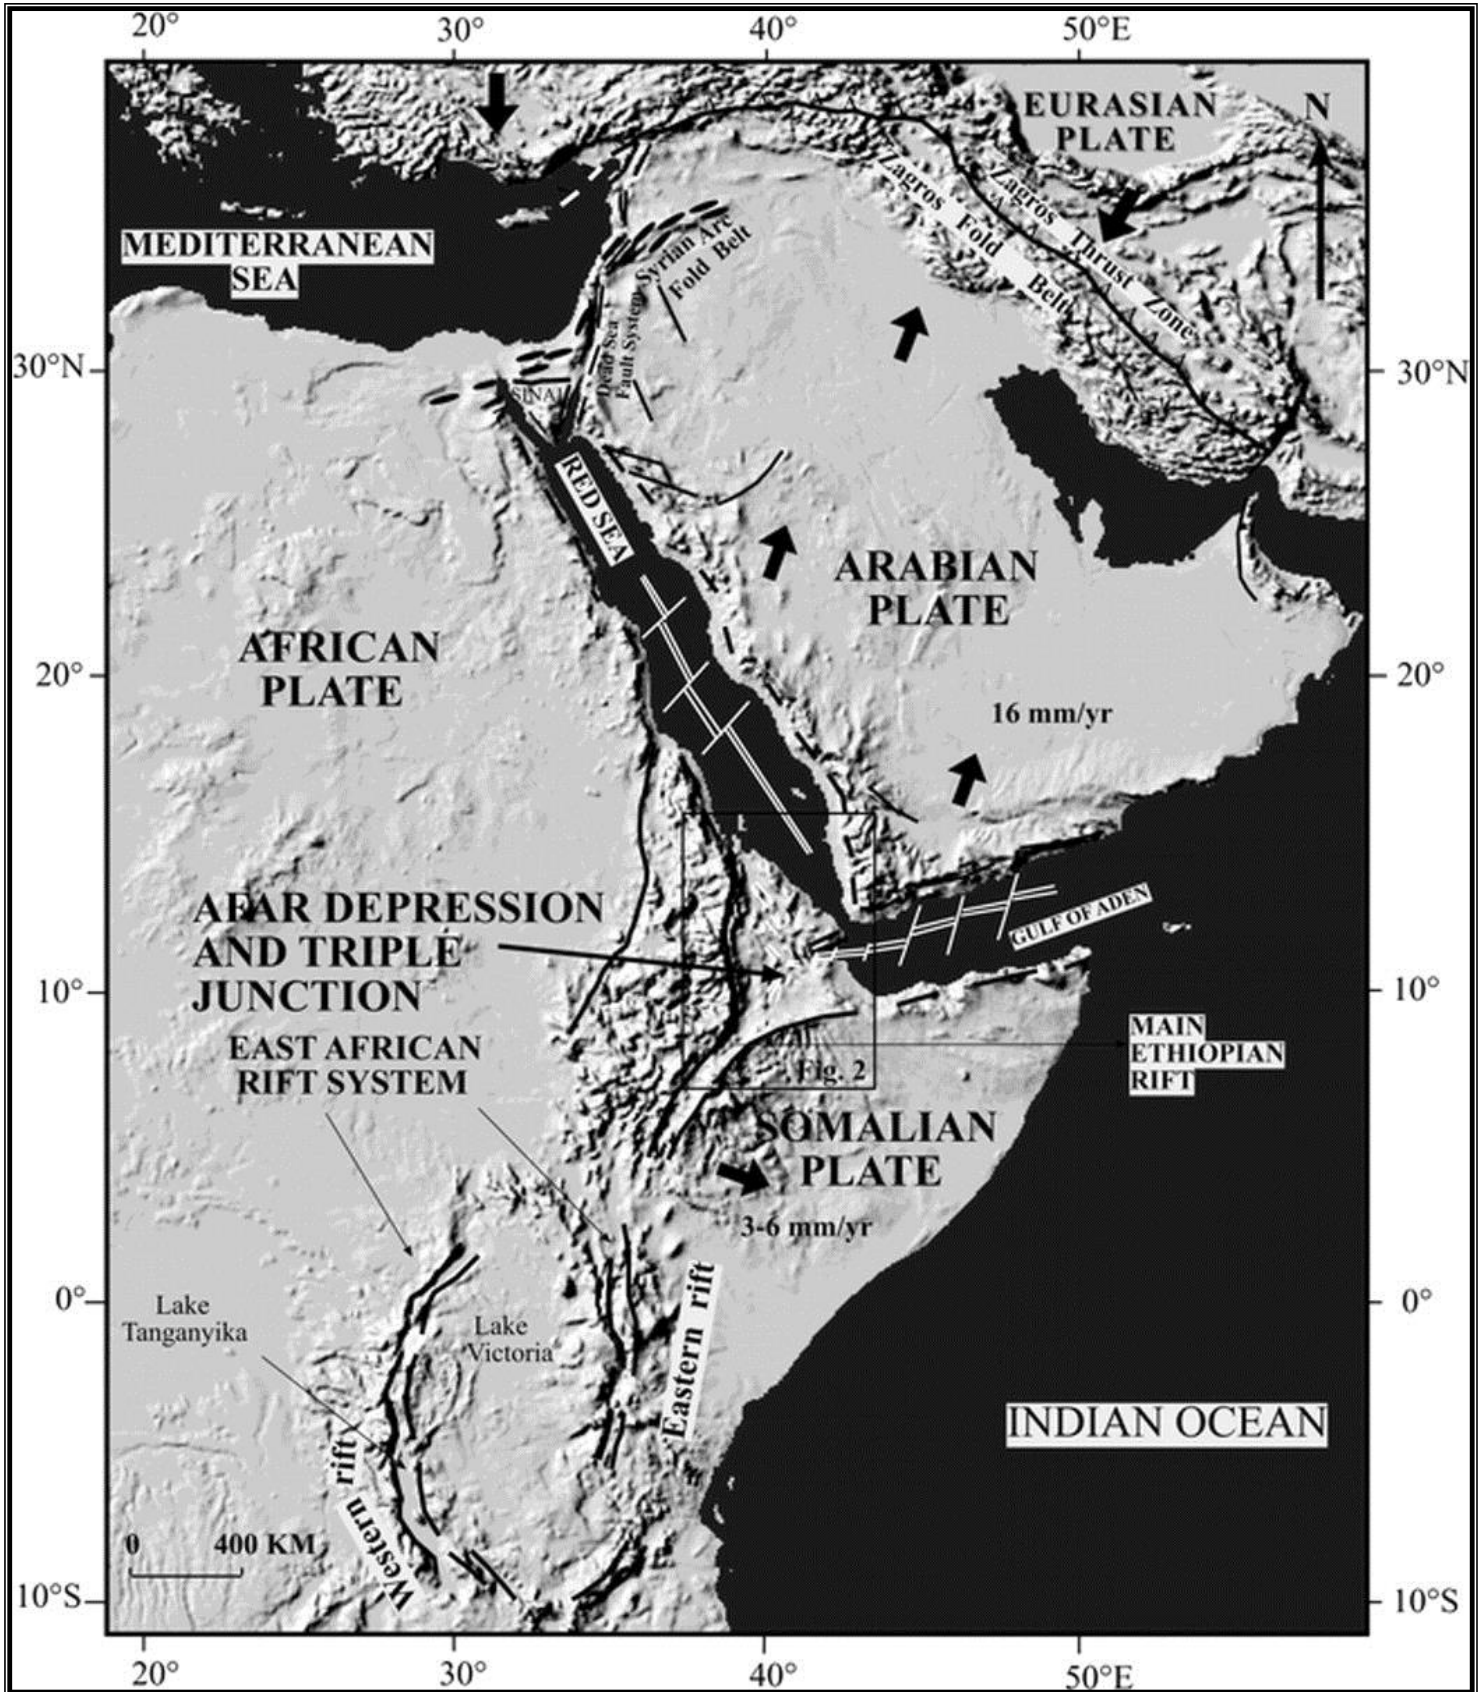 20°
30°
40°
50°E
EURASIAN
PLATE
N
Zagros Thrust Zone
Zagros Fold Belt
MEDITERRANEAN
SEA
Syrian Arc
Fold Belt
Dead Sea
Fault System
30°N
30°N
SINAI
RED SEA
ARABIAN
PLATE
AFRICAN
PLATE
20°
20°
16 mm/yr
AFAR DEPRESSION
AND TRIPLE
JUNCTION
GULF OF ADEN
10°
10°
MAIN
ETHIOPIAN
RIFT
EAST AFRICAN
RIFT SYSTEM
Fig. 2
SOMALIAN
PLATE
3-6 mm/yr
0°
0°
Lake
Tanganyika
Lake
Victoria
Eastern rift
INDIAN OCEAN
Western rift
0 400 KM
10°S
10°S
20°
30°
40°
50°E